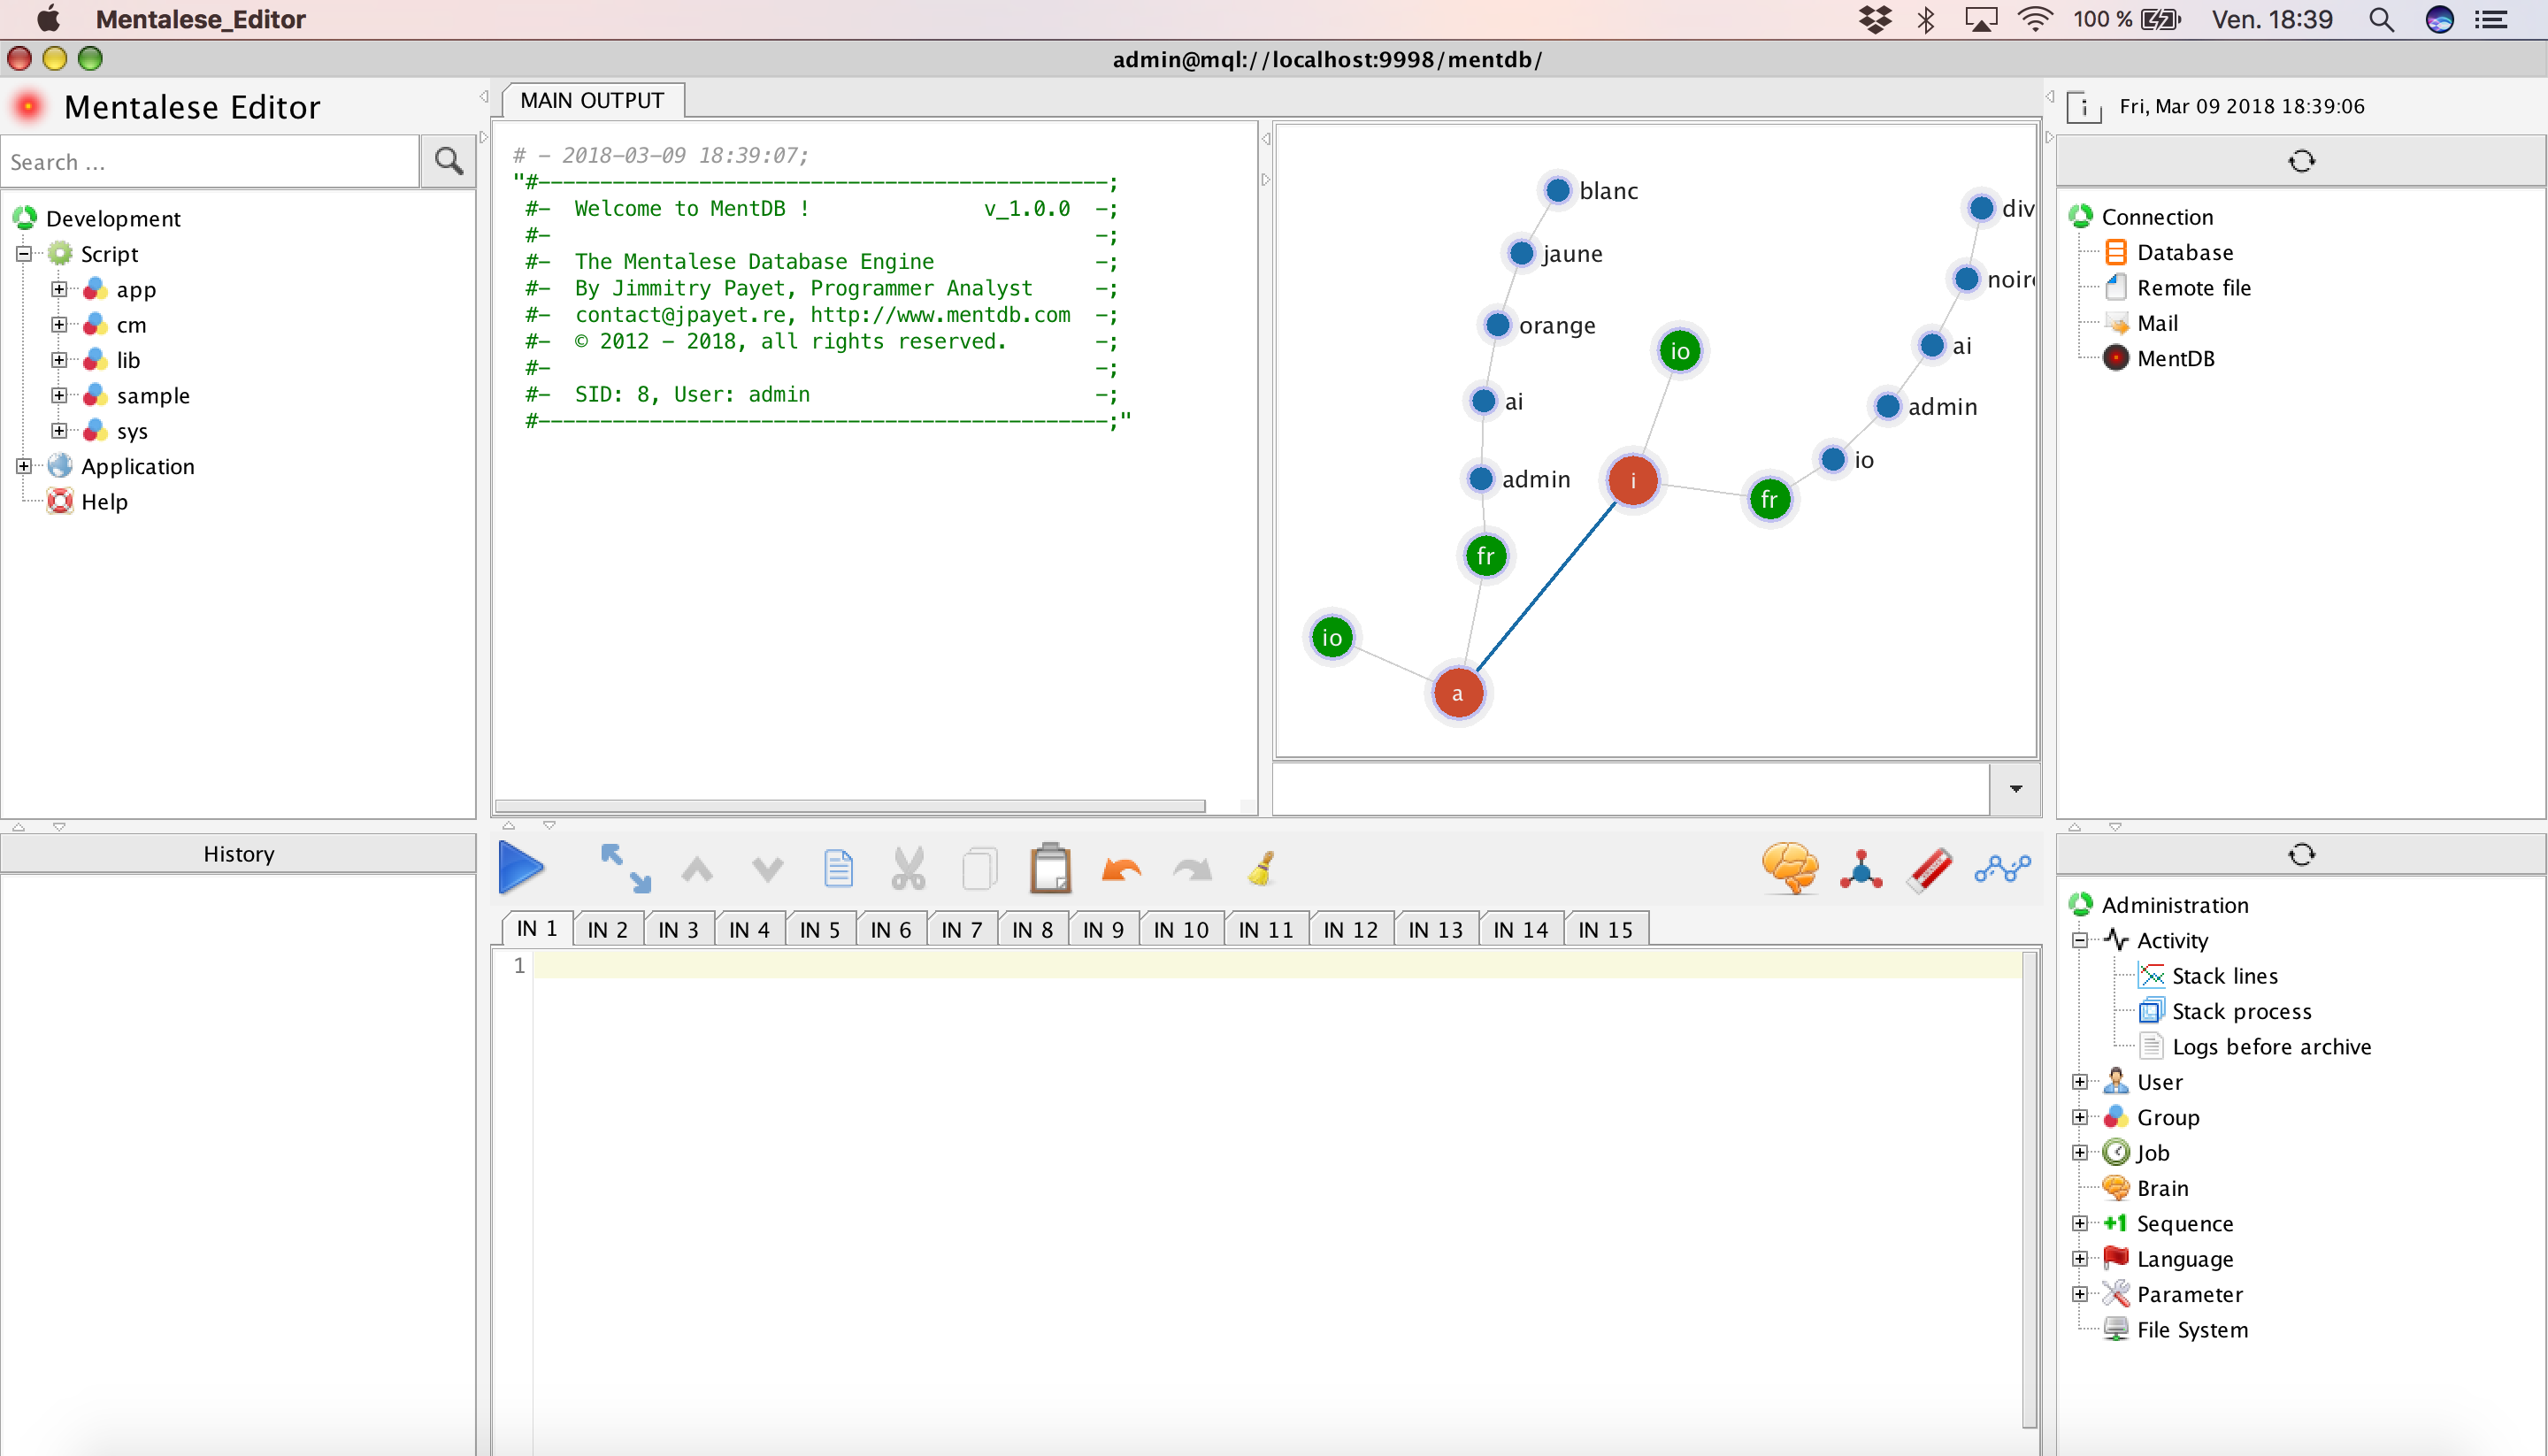 Mentalese_Editor
100 %
Ven. 18:39
admin@mql://localhost:9998/mentdb/
Mentalese Editor
Search ...
Development
Script
app
cm
lib
sample
sys
Application
Help
History
MAIN OUTPUT
# - 2018-03-09 18:39:07;
"#----------------------------------------------;
#-  Welcome to MentDB !              v_1.0.0  -;
#-                                            -;
#-  The Mentalese Database Engine             -;
#-  By Jimmitry Payet, Programmer Analyst     -;
#-  contact@jpayet.re, http://www.mentdb.com  -;
#-  © 2012 - 2018, all rights reserved.       -;
#-                                            -;
#-  SID: 8, User: admin                       -;
#----------------------------------------------;"
blanc
jaune
orange
ai
admin
fr
io
a
io
i
fr
io
admin
ai
noir
div
IN 1
IN 2
IN 3
IN 4
IN 5
IN 6
IN 7
IN 8
IN 9
IN 10
IN 11
IN 12
IN 13
IN 14
IN 15
1
i
Fri, Mar 09 2018 18:39:06
Connection
Database
Remote file
Mail
MentDB
Administration
Activity
Stack lines
Stack process
Logs before archive
User
Group
Job
Brain
+1
Sequence
Language
Parameter
File System